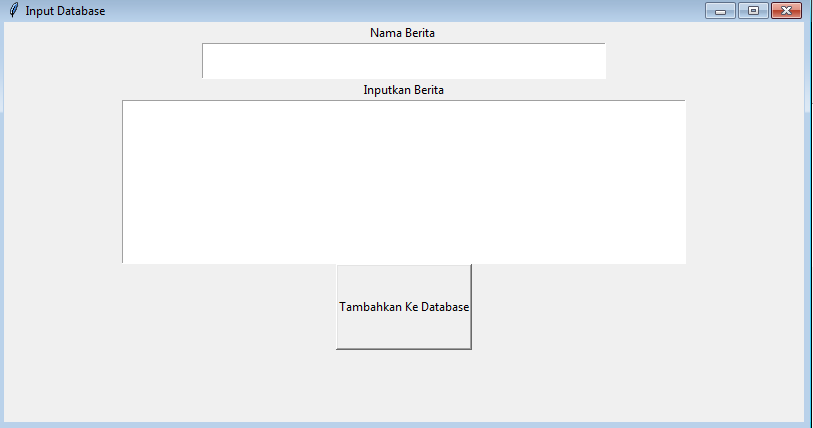 Input Database
Nama Berita
Inputkan Berita
Tambahkan Ke Database